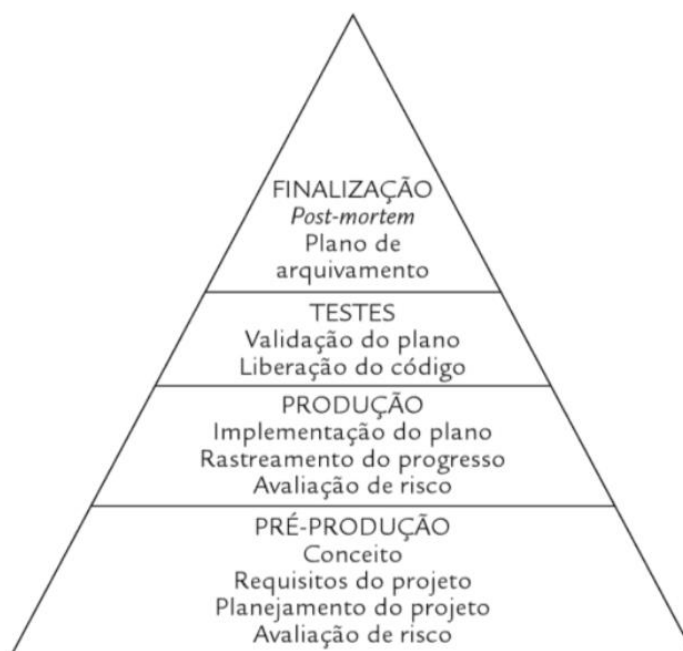 FINALIZAÇÃO
Post-mortem
Plano de
arquivamento
TESTES
Validação do plano
Liberação do código
PRODUÇÃO
Implementação do plano
Rastreamento do progresso
Avaliação de risco
PRÉ-PRODUÇÃO
Conceito
Requisitos do projeto
Planejamento do projeto
Avaliação de risco